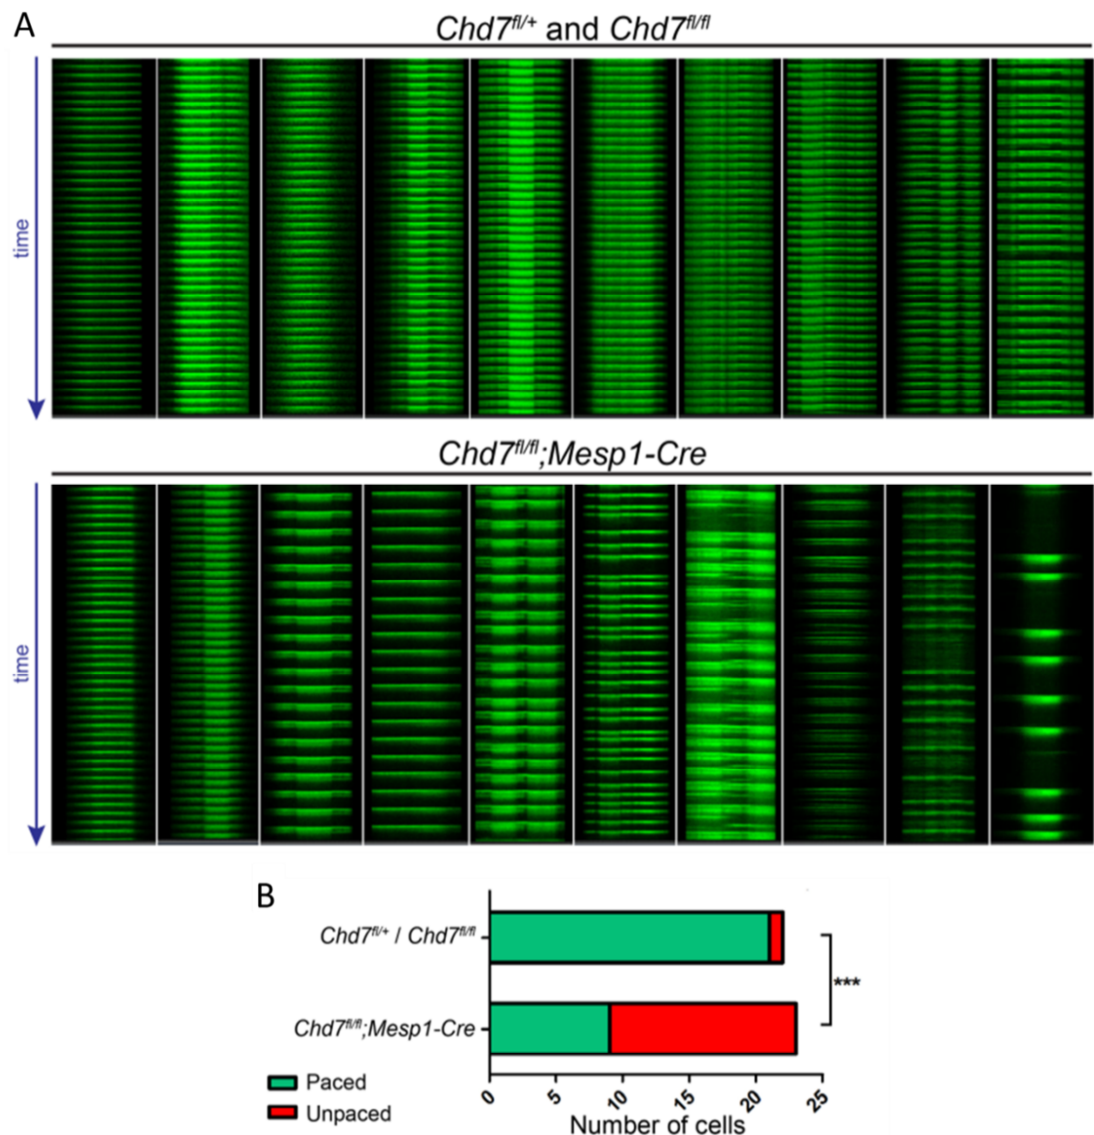 A
Chd7fl/+ and Chd7fl/fl
time
Chd7fl/fl;Mesp1-Cre
time
B
Chd7fl/+ / Chd7fl/fl
***
Chd7fl/fl;Mesp1-Cre
Paced
Unpaced
0 5 10 15 20 25
Number of cells